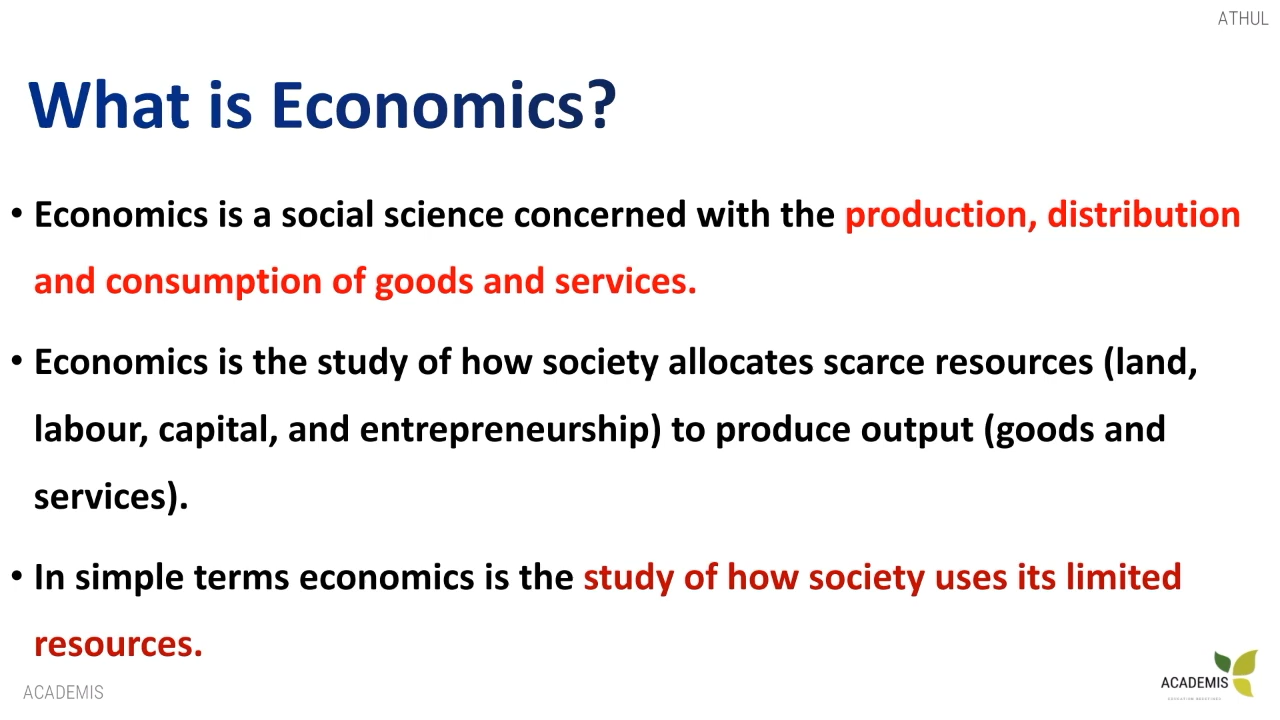 ATHUL
What is Economics?
• Economics is a social science concerned with the production, distribution
and consumption of goods and services.
• Economics is the study of how society allocates scarce resources (land,
labour, capital, and entrepreneurship) to produce output (goods and
services).
• In simple terms economics is the study of how society uses its limited
resources.
ACADEMIS
ACADEMIS